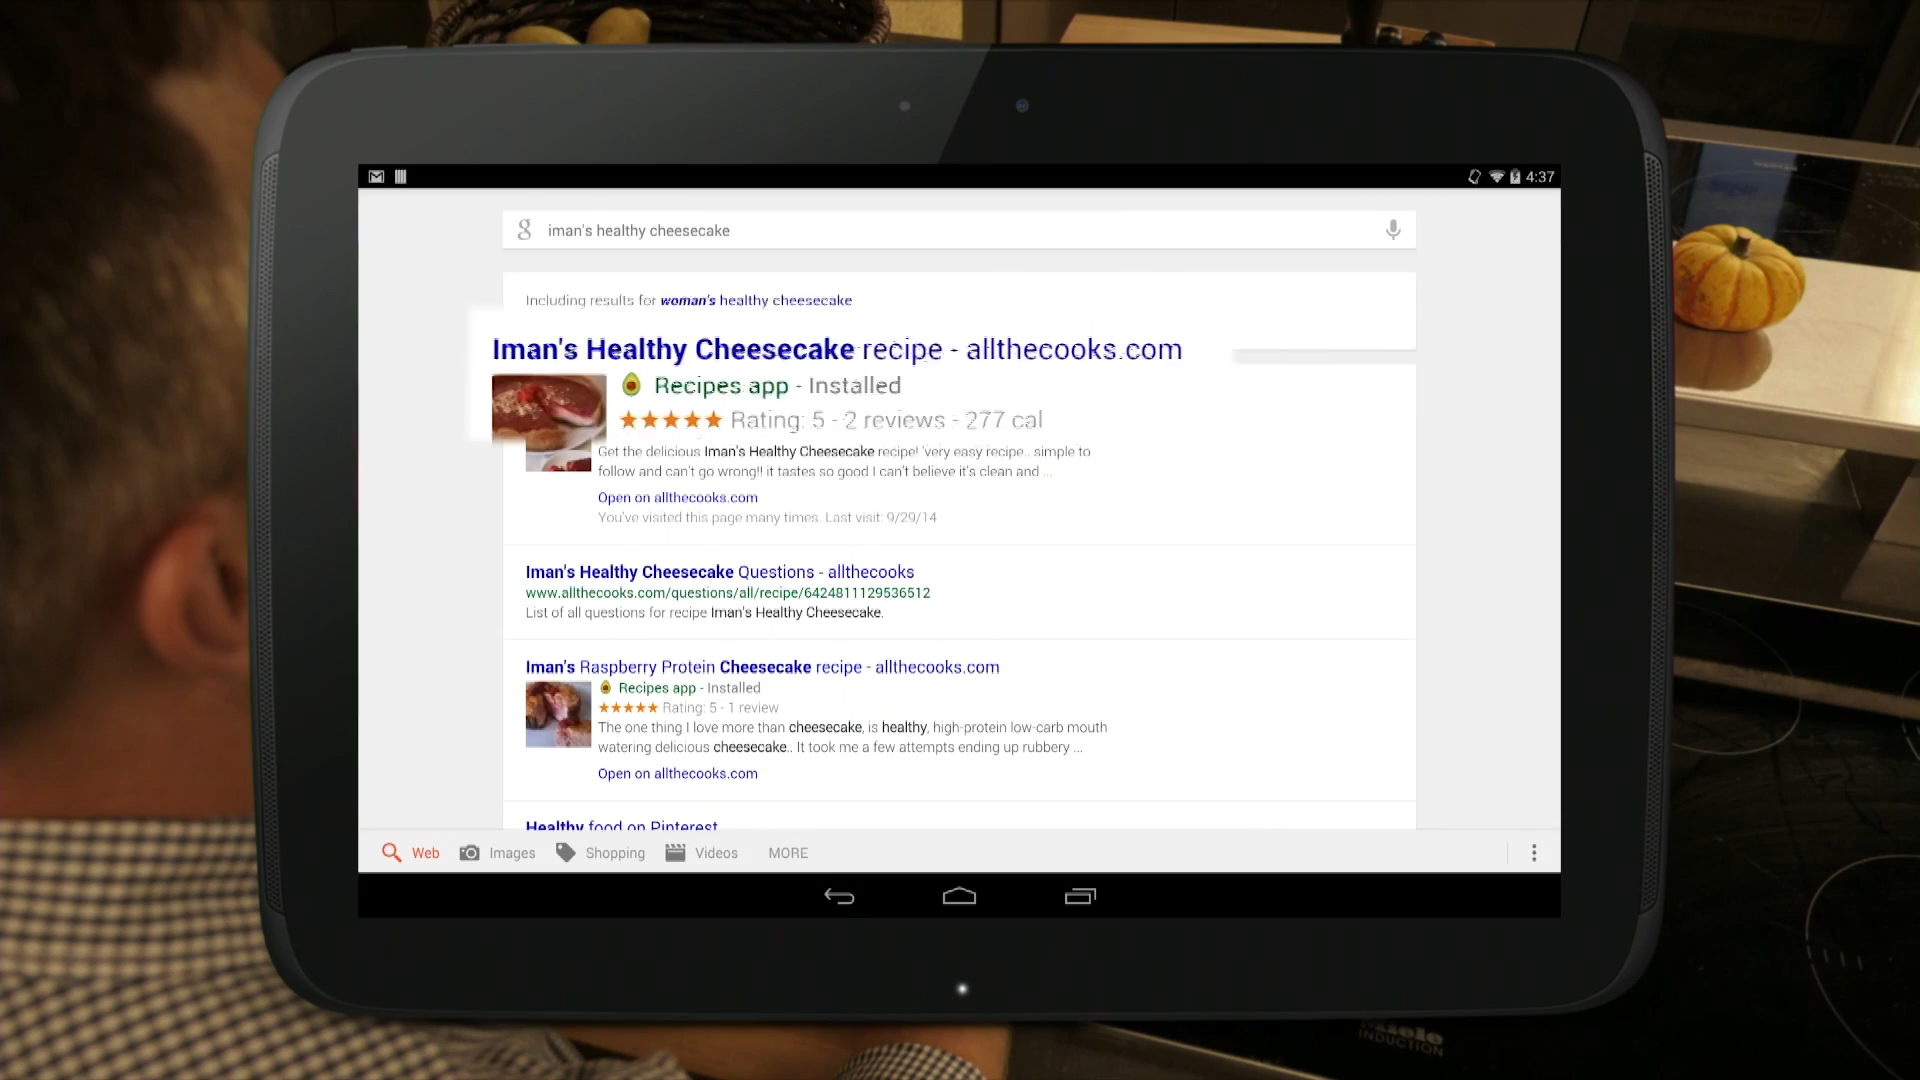 4:37
iman's healthy cheesecake
Including results for woman's healthy cheesecake
Iman's Healthy Cheesecake recipe - allthecooks.com
Recipes app - Installed
Rating: 5 - 2 reviews - 277 cal
Get the delicious Iman's Healthy Cheesecake recipe! 'very easy recipe.. simple to
follow and can't go wrong!! it tastes so good I can't believe it's clean and ...
Open on allthecooks.com
You've visited this page many times. Last visit: 9/29/14
Iman's Healthy Cheesecake Questions - allthecooks
www.allthecooks.com/questions/all/recipe/6424811129536512
List of all questions for recipe Iman's Healthy Cheesecake.
Iman's Raspberry Protein Cheesecake recipe - allthecooks.com
Recipes app - Installed
Rating: 5 - 1 review
The one thing I love more than cheesecake, is healthy, high-protein low-carb mouth
watering delicious cheesecake.. It took me a few attempts ending up rubbery ...
Open on allthecooks.com
Healthy food on Pinterest
Web Images Shopping Videos MORE
Miele
INDUCTION